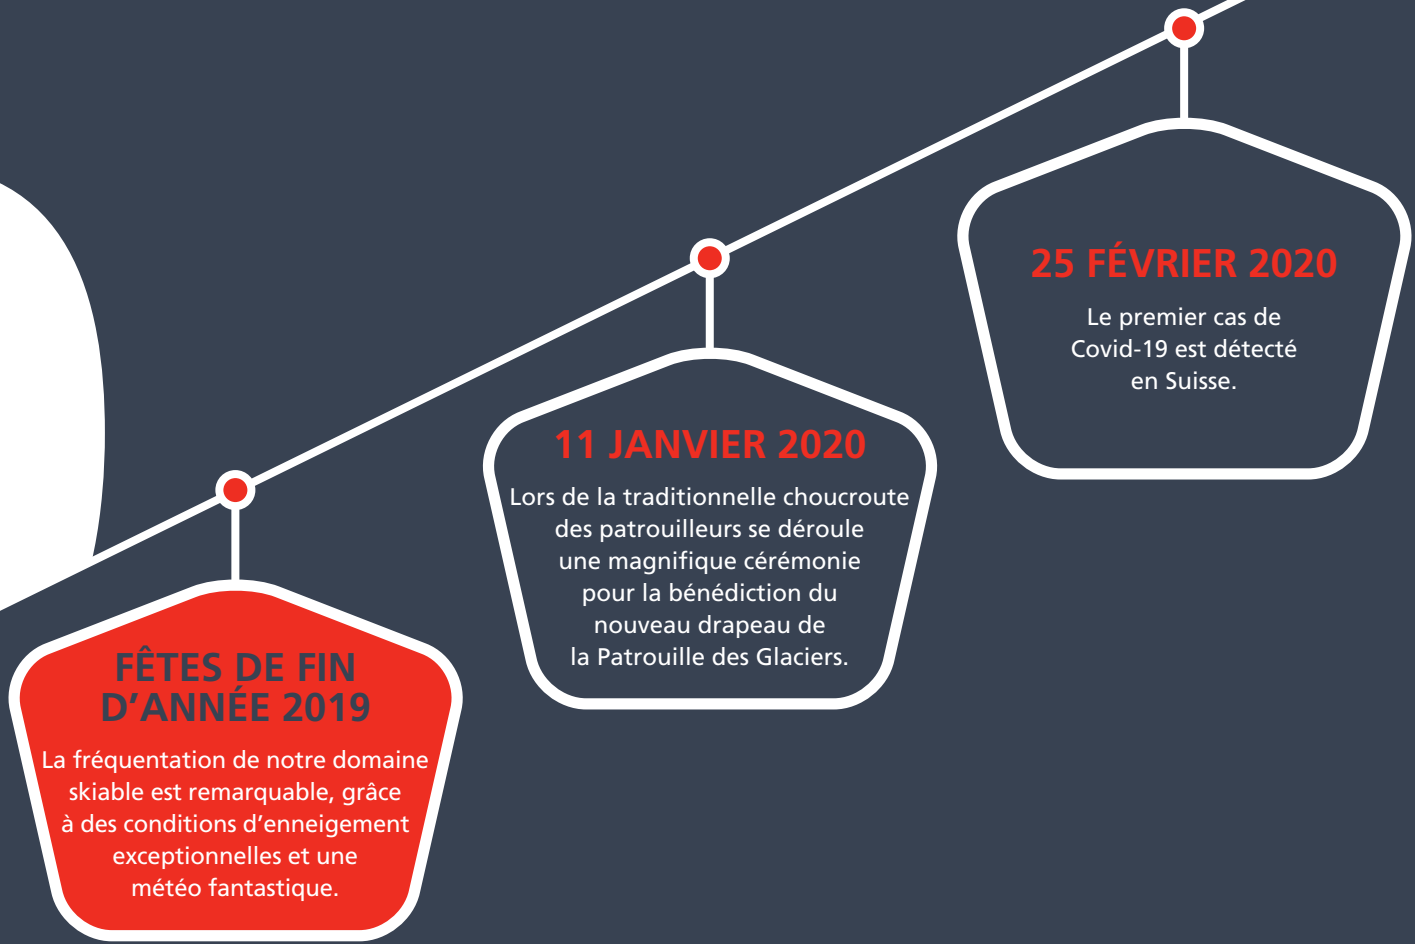 FÊTES DE FIN
D’ANNÉE 2019
La fréquentation de notre domaine
skiable est remarquable, grâce
à des conditions d’enneigement
exceptionnelles et une
météo fantastique.
11 JANVIER 2020
Lors de la traditionnelle choucroute
des patrouilleurs se déroule
une magnifique cérémonie
pour la bénédiction du
nouveau drapeau de
la Patrouille des Glaciers.
25 FÉVRIER 2020
Le premier cas de
Covid-19 est détecté
en Suisse.